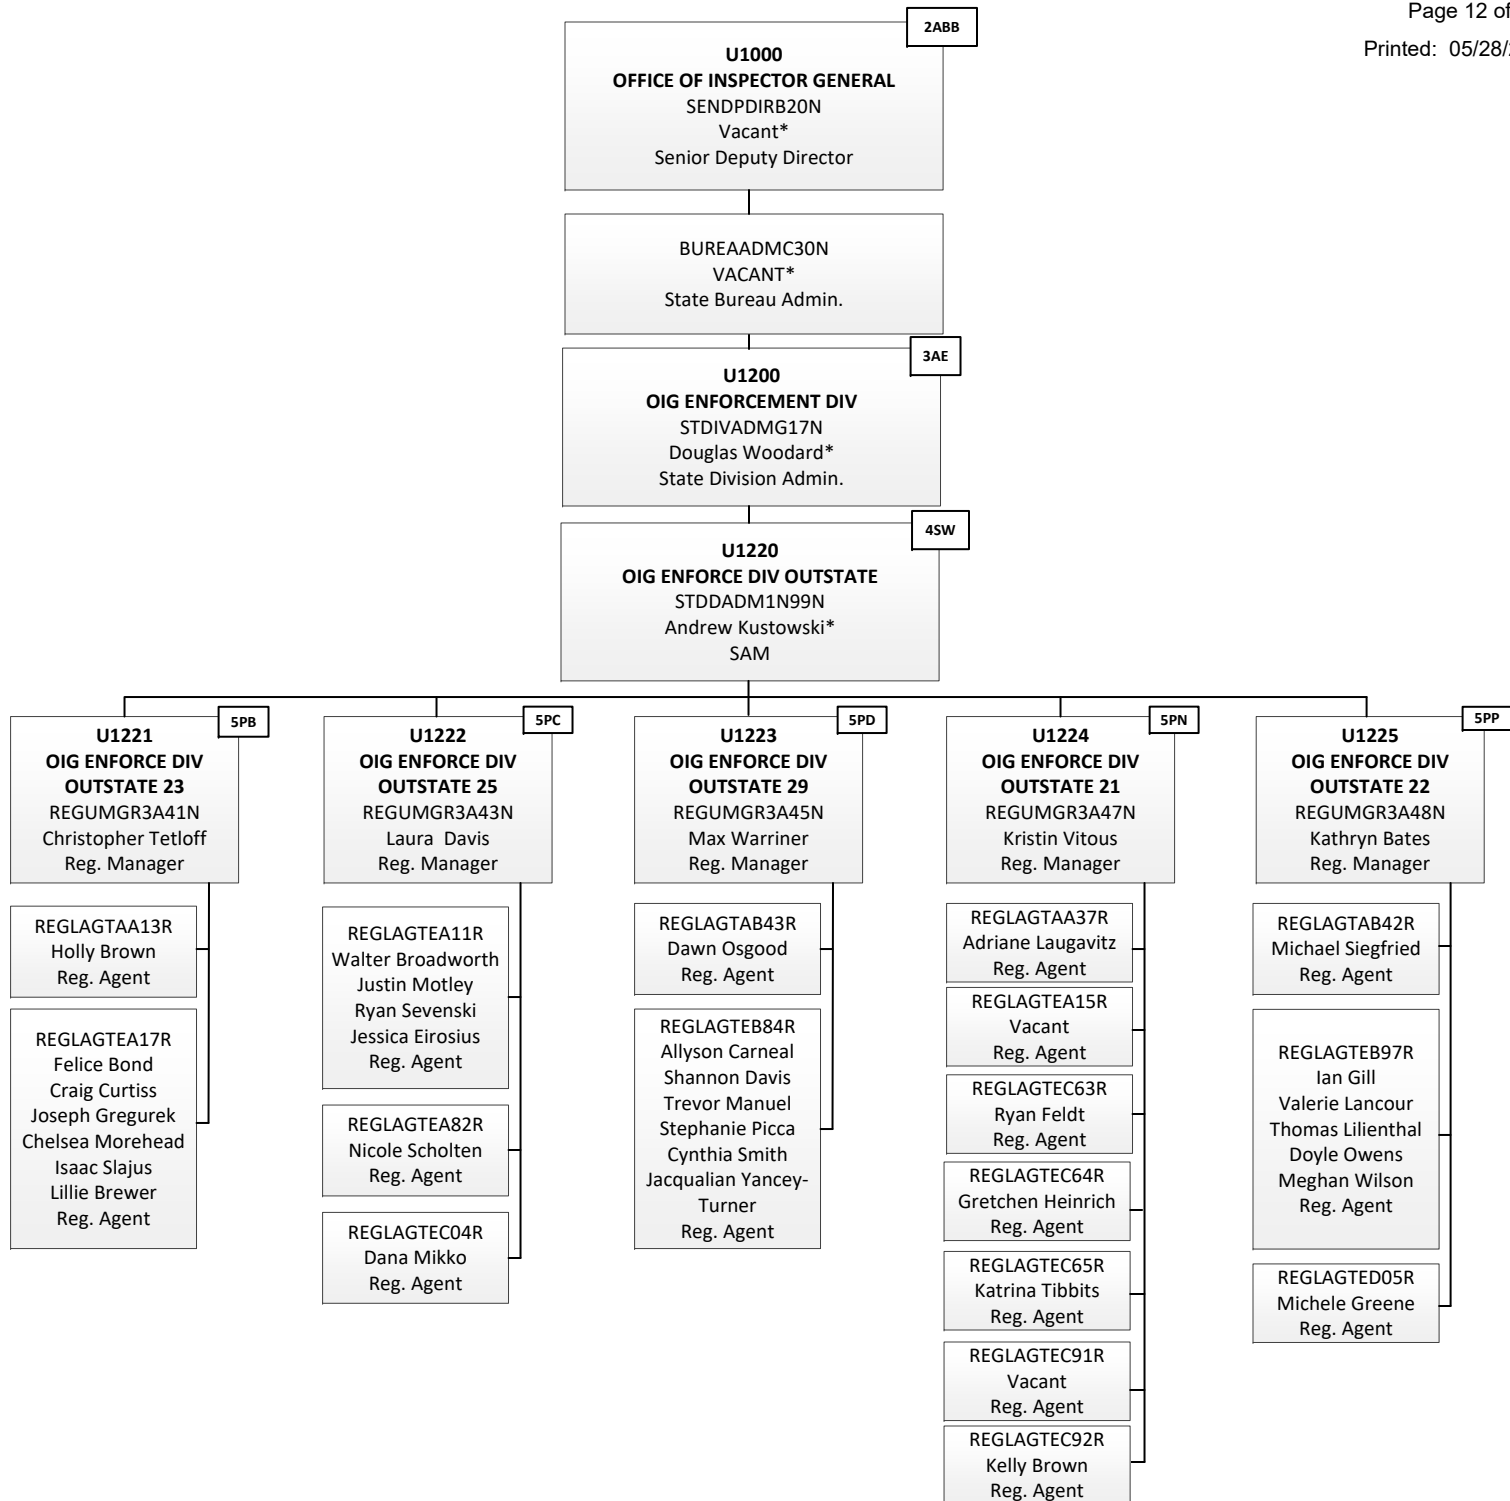 Page 12 of
Printed: 05/28/
2ABB
U1000
OFFICE OF INSPECTOR GENERAL
SENDPDIRB20N
Vacant*
Senior Deputy Director
BUREAADMC30N
VACANT*
State Bureau Admin.
3AE
U1200
OIG ENFORCEMENT DIV
STDIVADMG17N
Douglas Woodard*
State Division Admin.
4SW
U1220
OIG ENFORCE DIV OUTSTATE
STDDADM1N99N
Andrew Kustowski*
SAM
5PB
U1221
OIG ENFORCE DIV
OUTSTATE 23
REGUMGR3A41N
Christopher Tetloff
Reg. Manager
REGLAGTAA13R
Holly Brown
Reg. Agent
REGLAGTEA17R
Felice Bond
Craig Curtiss
Joseph Gregurek
Chelsea Morehead
Isaac Slajus
Lillie Brewer
Reg. Agent
5PC
U1222
OIG ENFORCE DIV
OUTSTATE 25
REGUMGR3A43N
Laura  Davis
Reg. Manager
REGLAGTEA11R
Walter Broadworth
Justin Motley
Ryan Sevenski
Jessica Eirosius
Reg. Agent
REGLAGTEA82R
Nicole Scholten
Reg. Agent
REGLAGTEC04R
Dana Mikko
Reg. Agent
5PD
U1223
OIG ENFORCE DIV
OUTSTATE 29
REGUMGR3A45N
Max Warriner
Reg. Manager
REGLAGTAB43R
Dawn Osgood
Reg. Agent
REGLAGTEB84R
Allyson Carneal
Shannon Davis
Trevor Manuel
Stephanie Picca
Cynthia Smith
Jacqualian Yancey-
Turner
Reg. Agent
5PN
U1224
OIG ENFORCE DIV
OUTSTATE 21
REGUMGR3A47N
Kristin Vitous
Reg. Manager
REGLAGTAA37R
Adriane Laugavitz
Reg. Agent
REGLAGTEA15R
Vacant
Reg. Agent
REGLAGTEC63R
Ryan Feldt
Reg. Agent
REGLAGTEC64R
Gretchen Heinrich
Reg. Agent
REGLAGTEC65R
Katrina Tibbits
Reg. Agent
REGLAGTEC91R
Vacant
Reg. Agent
REGLAGTEC92R
Kelly Brown
Reg. Agent
5PP
U1225
OIG ENFORCE DIV
OUTSTATE 22
REGUMGR3A48N
Kathryn Bates
Reg. Manager
REGLAGTAB42R
Michael Siegfried
Reg. Agent
REGLAGTEB97R
Ian Gill
Valerie Lancour
Thomas Lilienthal
Doyle Owens
Meghan Wilson
Reg. Agent
REGLAGTED05R
Michele Greene
Reg. Agent